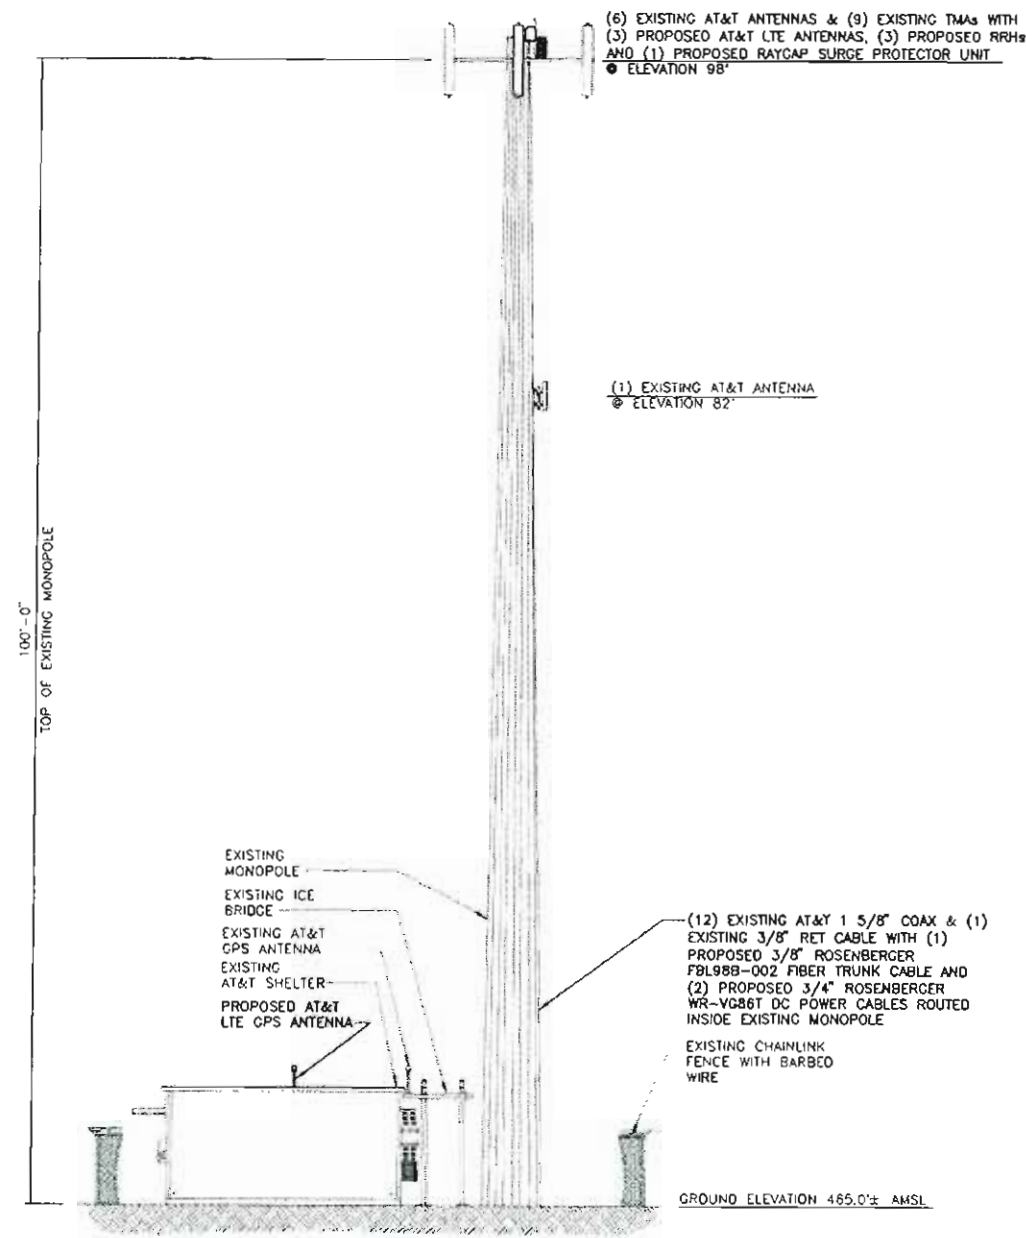 (6) EXISTING AT&T ANTENNAS & (9) EXISTING TMAs WITH
(3) PROPOSED AT&T LTE ANTENNAS, (3) PROPOSED RRHs
AND (1) PROPOSED RAYCAP SURGE PROTECTOR UNIT
@ ELEVATION 98'
(1) EXISTING AT&T ANTENNA
@ ELEVATION 82'
100'-0"
TOP OF EXISTING MONOPOLE
EXISTING
MONOPOLE
EXISTING ICE
BRIDGE
EXISTING AT&T
GPS ANTENNA
EXISTING
AT&T SHELTER
PROPOSED AT&T
LTE GPS ANTENNA
(12) EXISTING AT&T 1 5/8" COAX & (1)
EXISTING 3/8" RET CABLE WITH (1)
PROPOSED 3/8" ROSENBERGER
FBL98B-002 FIBER TRUNK CABLE AND
(2) PROPOSED 3/4" ROSENBERGER
WR-VG86T DC POWER CABLES ROUTED
INSIDE EXISTING MONOPOLE
EXISTING CHAINLINK
FENCE WITH BARBED
WIRE
GROUND ELEVATION 465.0'± AMSL